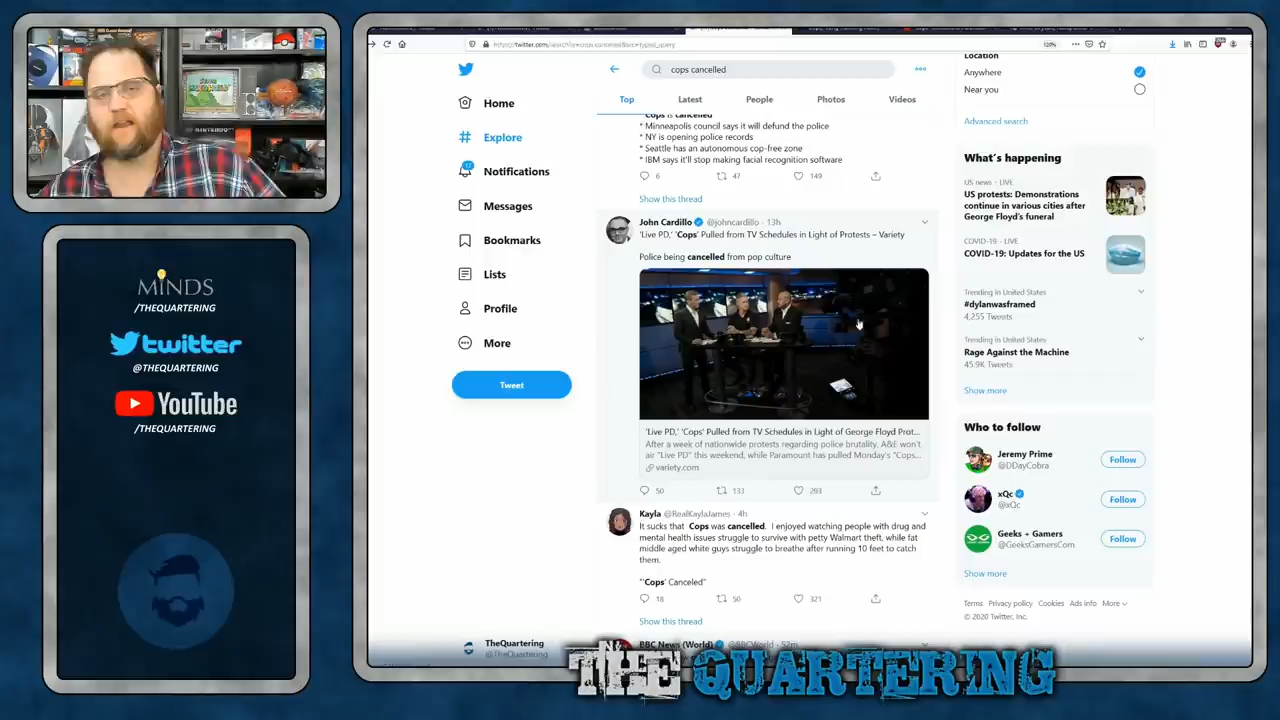 MINDS
/THEQUARTERING
twitter
@THEQUARTERING
YouTube
/THEQUARTERING
120%
Home
Explore
Notifications
Messages
Bookmarks
Lists
Profile
More
Tweet
TheQuartering
@TheQuartering
cops cancelled
Top
Latest
People
Photos
Videos
Cops is cancelled
* Minneapolis council says it will defund the police
* NY is opening police records
* Seattle has an autonomous cop-free zone
* IBM says it'll stop making facial recognition software
6
47
149
Show this thread
John Cardillo @johncardillo · 13h
'Live PD,' 'Cops' Pulled from TV Schedules in Light of Protests – Variety
Police being cancelled from pop culture
'Live PD,' 'Cops' Pulled from TV Schedules in Light of George Floyd Prot...
After a week of nationwide protests regarding police brutality, A&E won't
air "Live PD" this weekend, while Paramount has pulled Monday's "Cops...
variety.com
50
133
293
Kayla @RealKaylaJames · 4h
It sucks that Cops was cancelled. I enjoyed watching people with drug and
mental health issues struggle to survive with petty Walmart theft, while fat
middle aged white guys struggle to breathe after running 10 feet to catch
them.
"'Cops' Canceled"
18
50
321
Show this thread
BBC News (World) @BBCWorld · 52m
Location
Anywhere
Near you
Advanced search
What's happening
US news · LIVE
US protests: Demonstrations
continue in various cities after
George Floyd's funeral
COVID-19 · LIVE
COVID-19: Updates for the US
Trending in United States
#dylanwasframed
4,255 Tweets
Trending in United States
Rage Against the Machine
45.9K Tweets
Show more
Who to follow
Jeremy Prime
@DDayCobra
Follow
xQc
@xQc
Follow
Geeks + Gamers
@GeeksGamersCom
Follow
Show more
Terms Privacy policy Cookies Ads info More
© 2020 Twitter, Inc.
THE QUARTERING